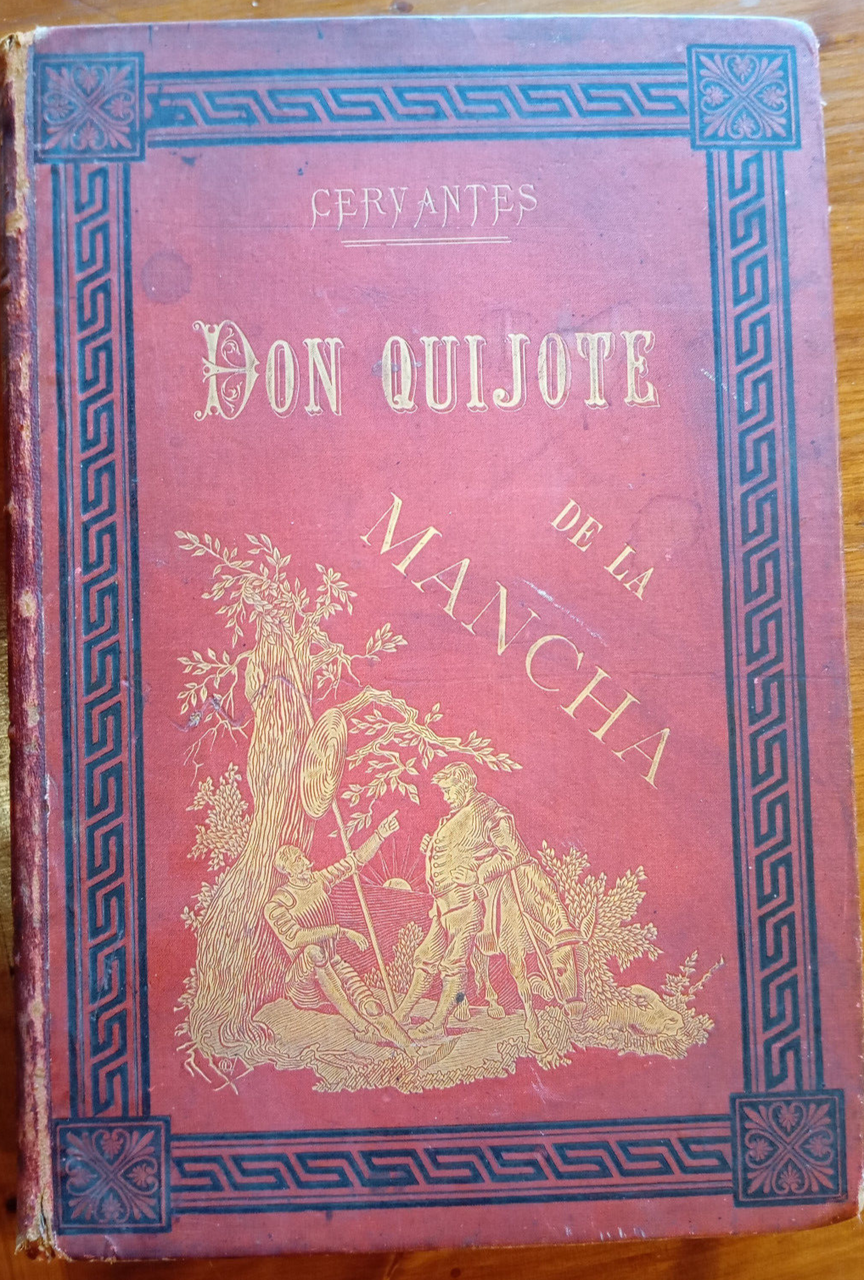 CERVANTES
DON QUIJOTE
DE LA
MANCHA